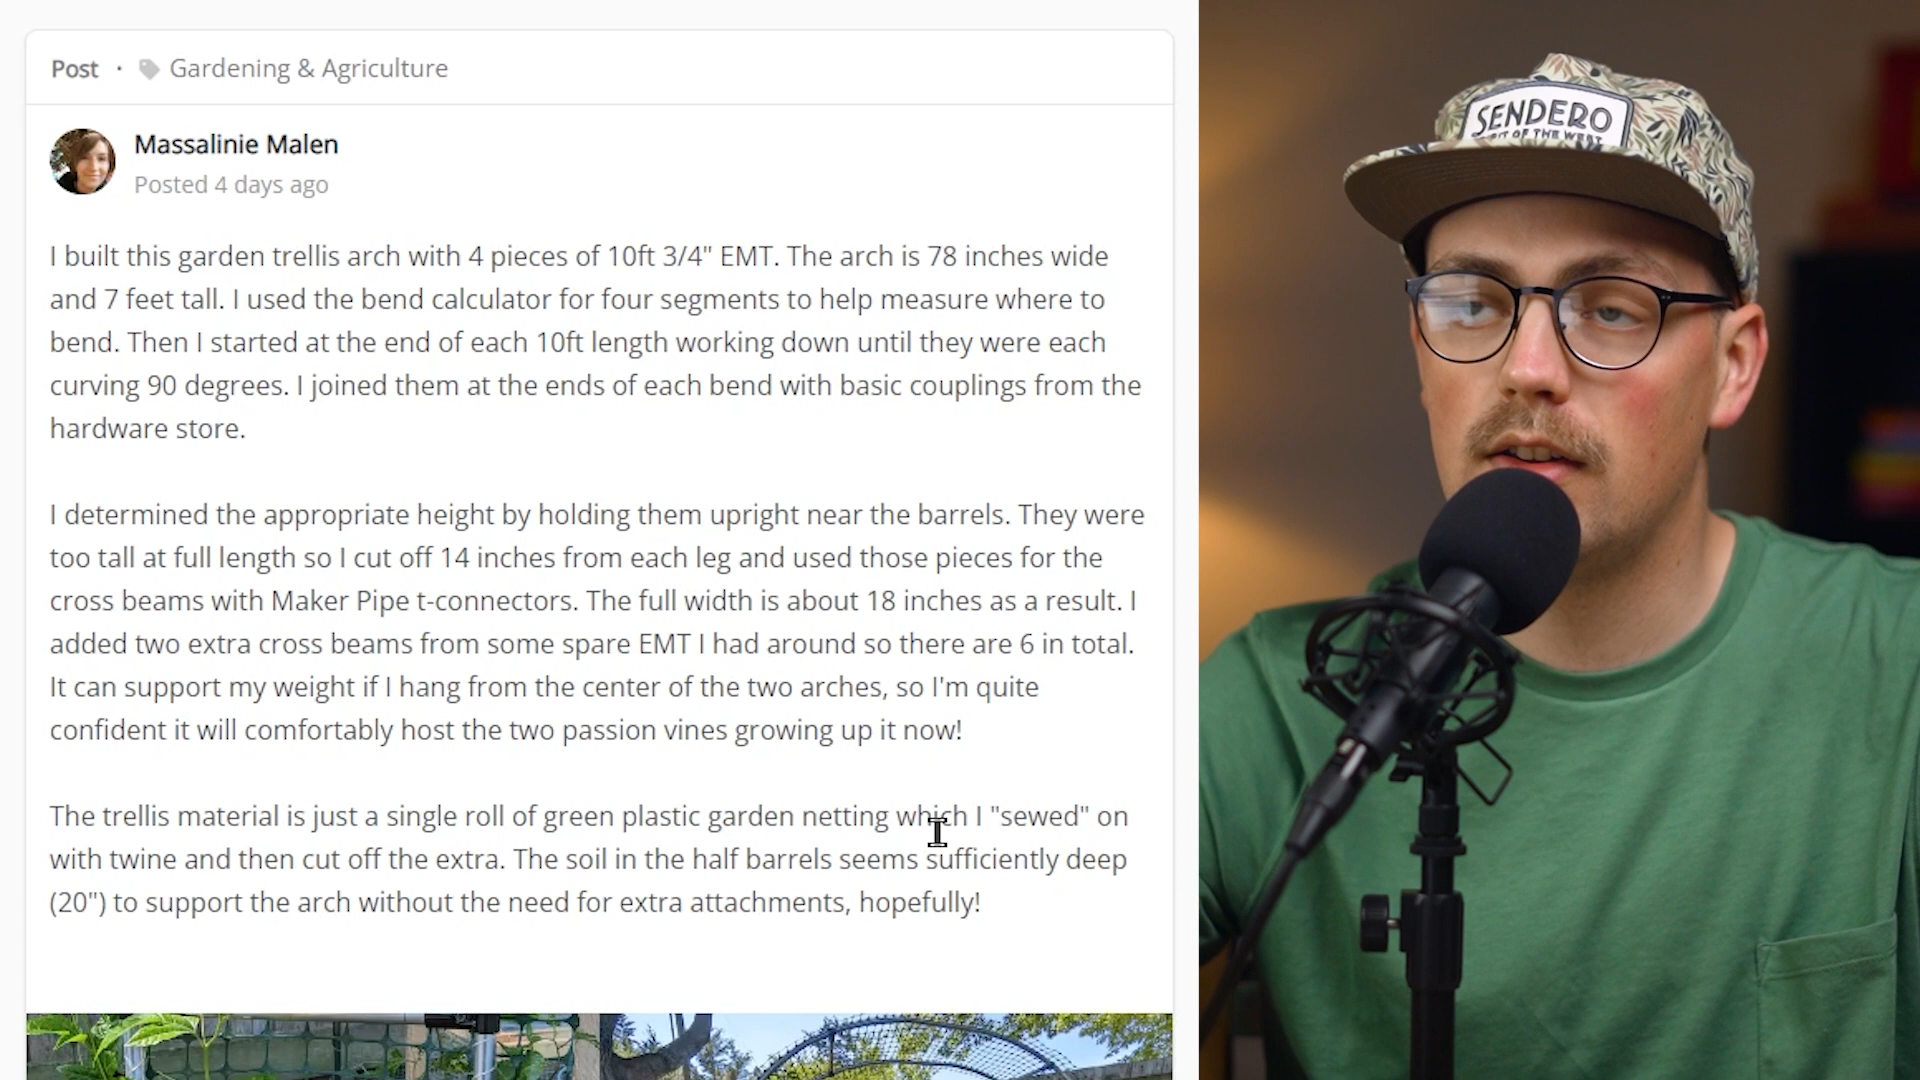 Post · Gardening & Agriculture
Massalinie Malen
Posted 4 days ago
I built this garden trellis arch with 4 pieces of 10ft 3/4" EMT. The arch is 78 inches wide
and 7 feet tall. I used the bend calculator for four segments to help measure where to
bend. Then I started at the end of each 10ft length working down until they were each
curving 90 degrees. I joined them at the ends of each bend with basic couplings from the
hardware store.
I determined the appropriate height by holding them upright near the barrels. They were
too tall at full length so I cut off 14 inches from each leg and used those pieces for the
cross beams with Maker Pipe t-connectors. The full width is about 18 inches as a result. I
added two extra cross beams from some spare EMT I had around so there are 6 in total.
It can support my weight if I hang from the center of the two arches, so I'm quite
confident it will comfortably host the two passion vines growing up it now!
The trellis material is just a single roll of green plastic garden netting which I "sewed" on
with twine and then cut off the extra. The soil in the half barrels seems sufficiently deep
(20") to support the arch without the need for extra attachments, hopefully!
SENDERO
OF THE WEST